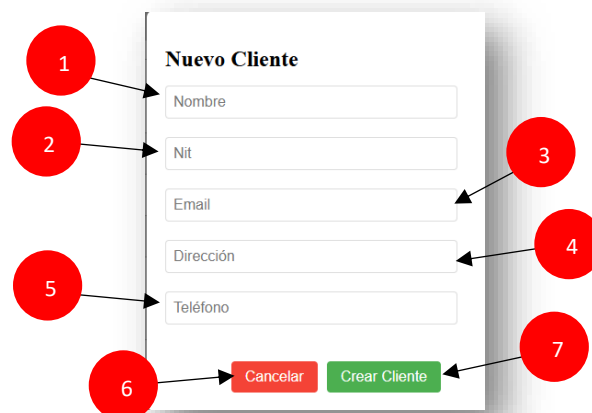 Nuevo Cliente
1
Nombre
2
Nit
3
Email
4
Dirección
5
Teléfono
6
Cancelar
Crear Cliente
7